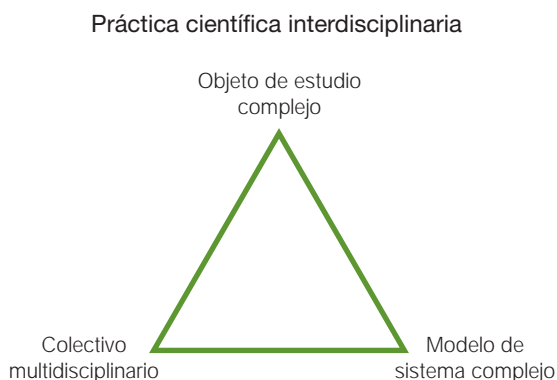 Práctica científica interdisciplinaria
Objeto de estudio
complejo
Colectivo
multidisciplinario
Modelo de
sistema complejo